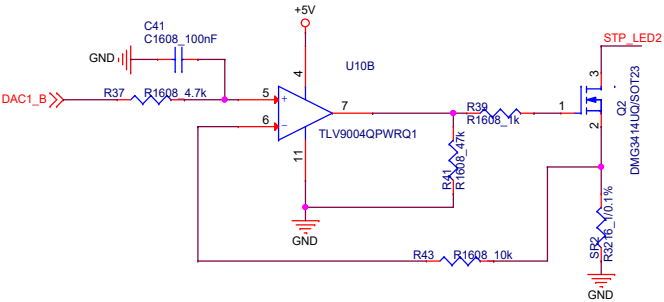 +5V
C41
C1608_100nF
GND
STP_LED2
U10B
4
3
DAC1_B
R37
R1608_4.7k
5
+
7
R39
R1608_1k
1
Q2
DMG3414UQ/SOT23
6
-
TLV9004QPWRQ1
2
11
R41
R1608_47k
GND
SR2
R3216_1/0.1%
R43
R1608_10k
GND